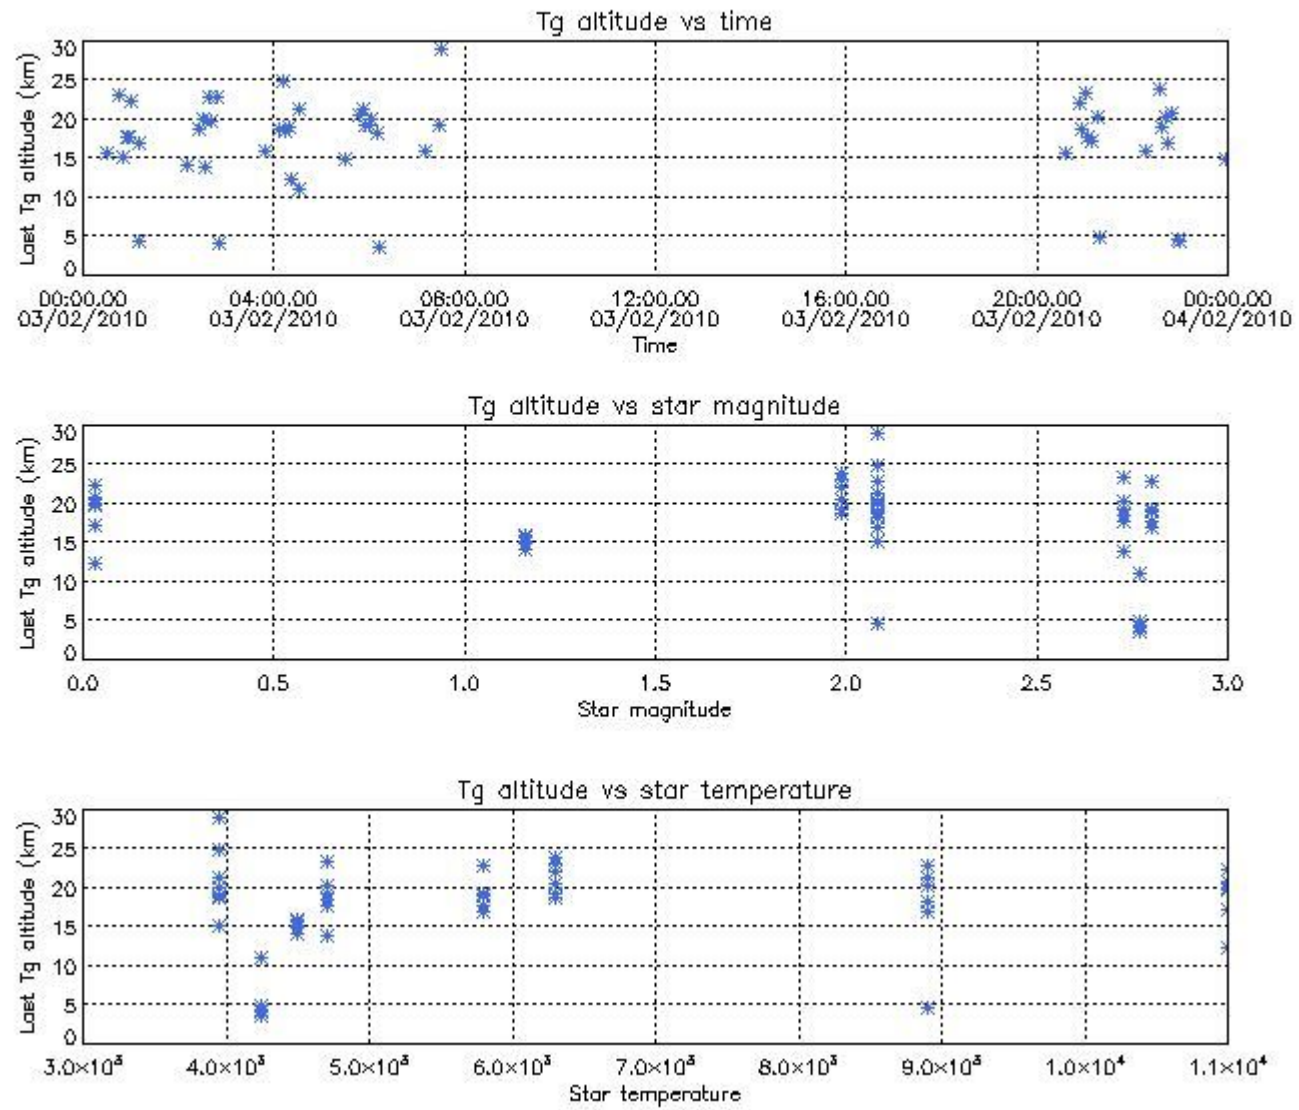 Tg altitude vs time
Last Tg altitude (km)
30
25
20
15
10
5
0
00:00.00 04:00.00 08:00.00 12:00.00 16:00.00 20:00.00 00:00.00
03/02/2010 03/02/2010 03/02/2010 03/02/2010 03/02/2010 03/02/2010 04/02/2010
Time
Tg altitude vs star magnitude
Last Tg altitude (km)
30
25
20
15
10
5
0
0.0 0.5 1.0 1.5 2.0 2.5 3.0
Star magnitude
Tg altitude vs star temperature
Last Tg altitude (km)
30
25
20
15
10
5
0
3.0×10³ 4.0×10³ 5.0×10³ 6.0×10³ 7.0×10³ 8.0×10³ 9.0×10³ 1.0×10⁴ 1.1×10⁴
Star temperature